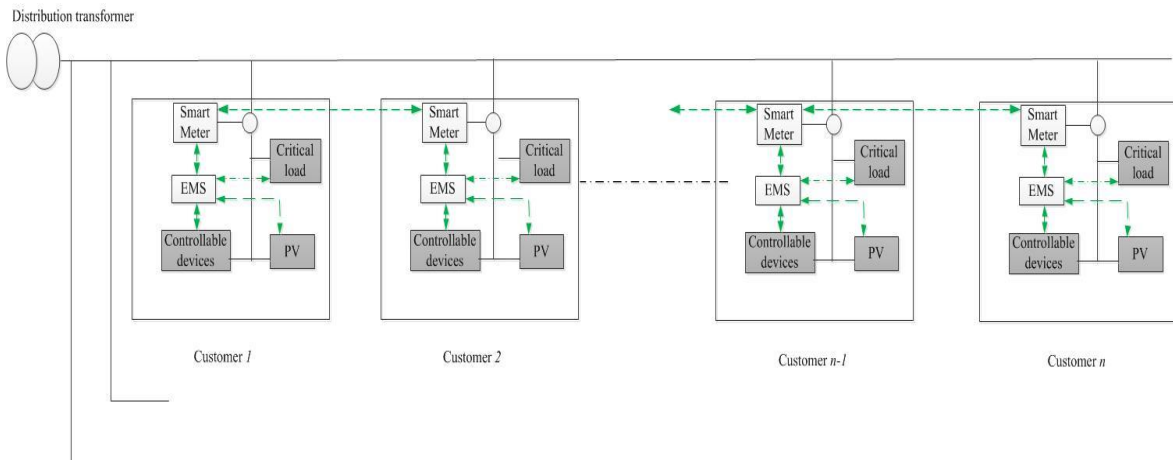 Distribution transformer
Smart
Meter
Critical
load
EMS
Controllable
devices
PV
Customer 1
Smart
Meter
Critical
load
EMS
Controllable
devices
PV
Customer 2
Smart
Meter
Critical
load
EMS
Controllable
devices
PV
Customer n-1
Smart
Meter
Critical
load
EMS
Controllable
devices
PV
Customer n